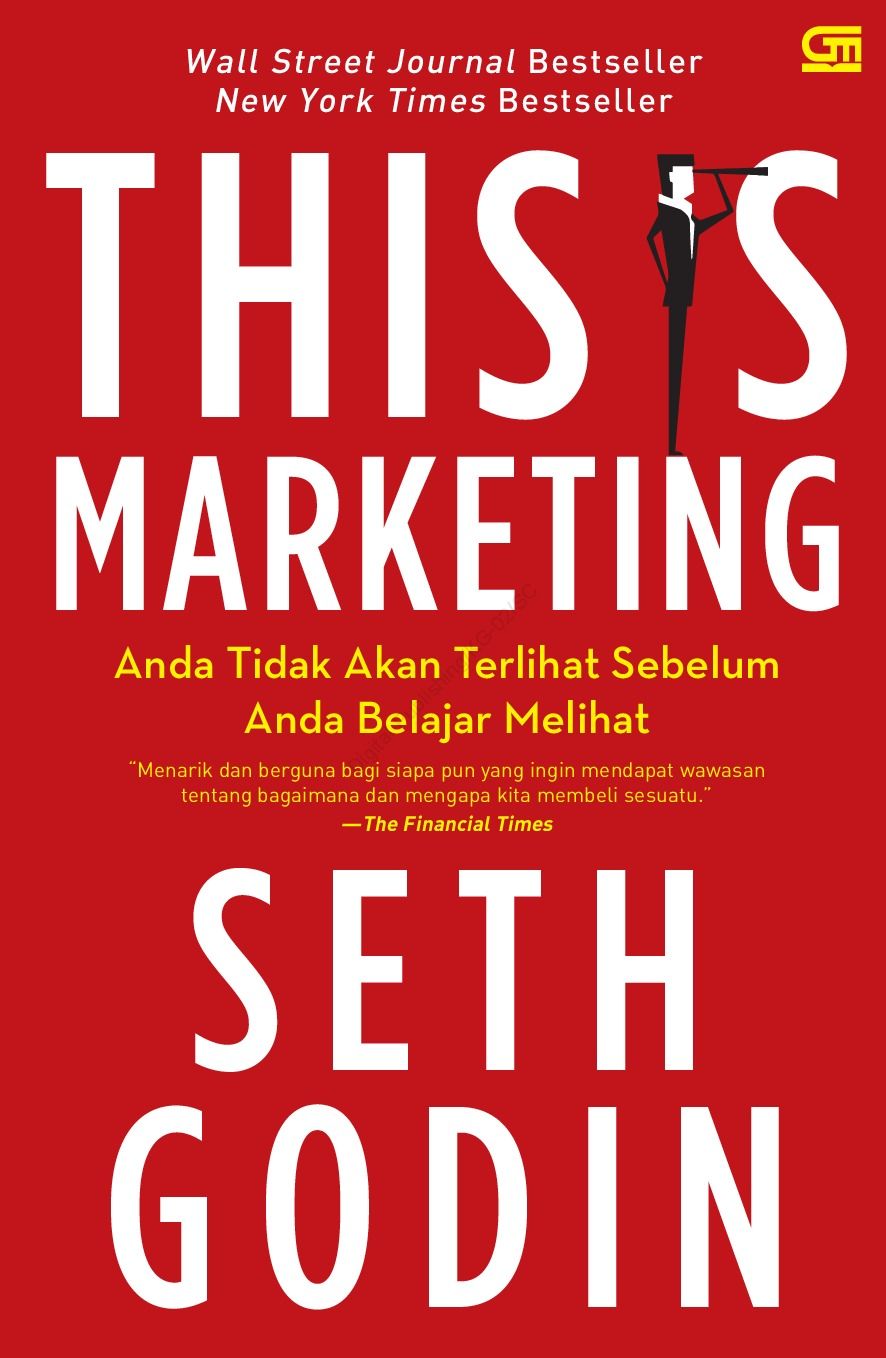 Wall Street Journal Bestseller
New York Times Bestseller
GM
THIS IS
MARKETING
Anda Tidak Akan Terlihat Sebelum
Anda Belajar Melihat
“Menarik dan berguna bagi siapa pun yang ingin mendapat wawasan
tentang bagaimana dan mengapa kita membeli sesuatu.”
—The Financial Times
SETH
GODIN